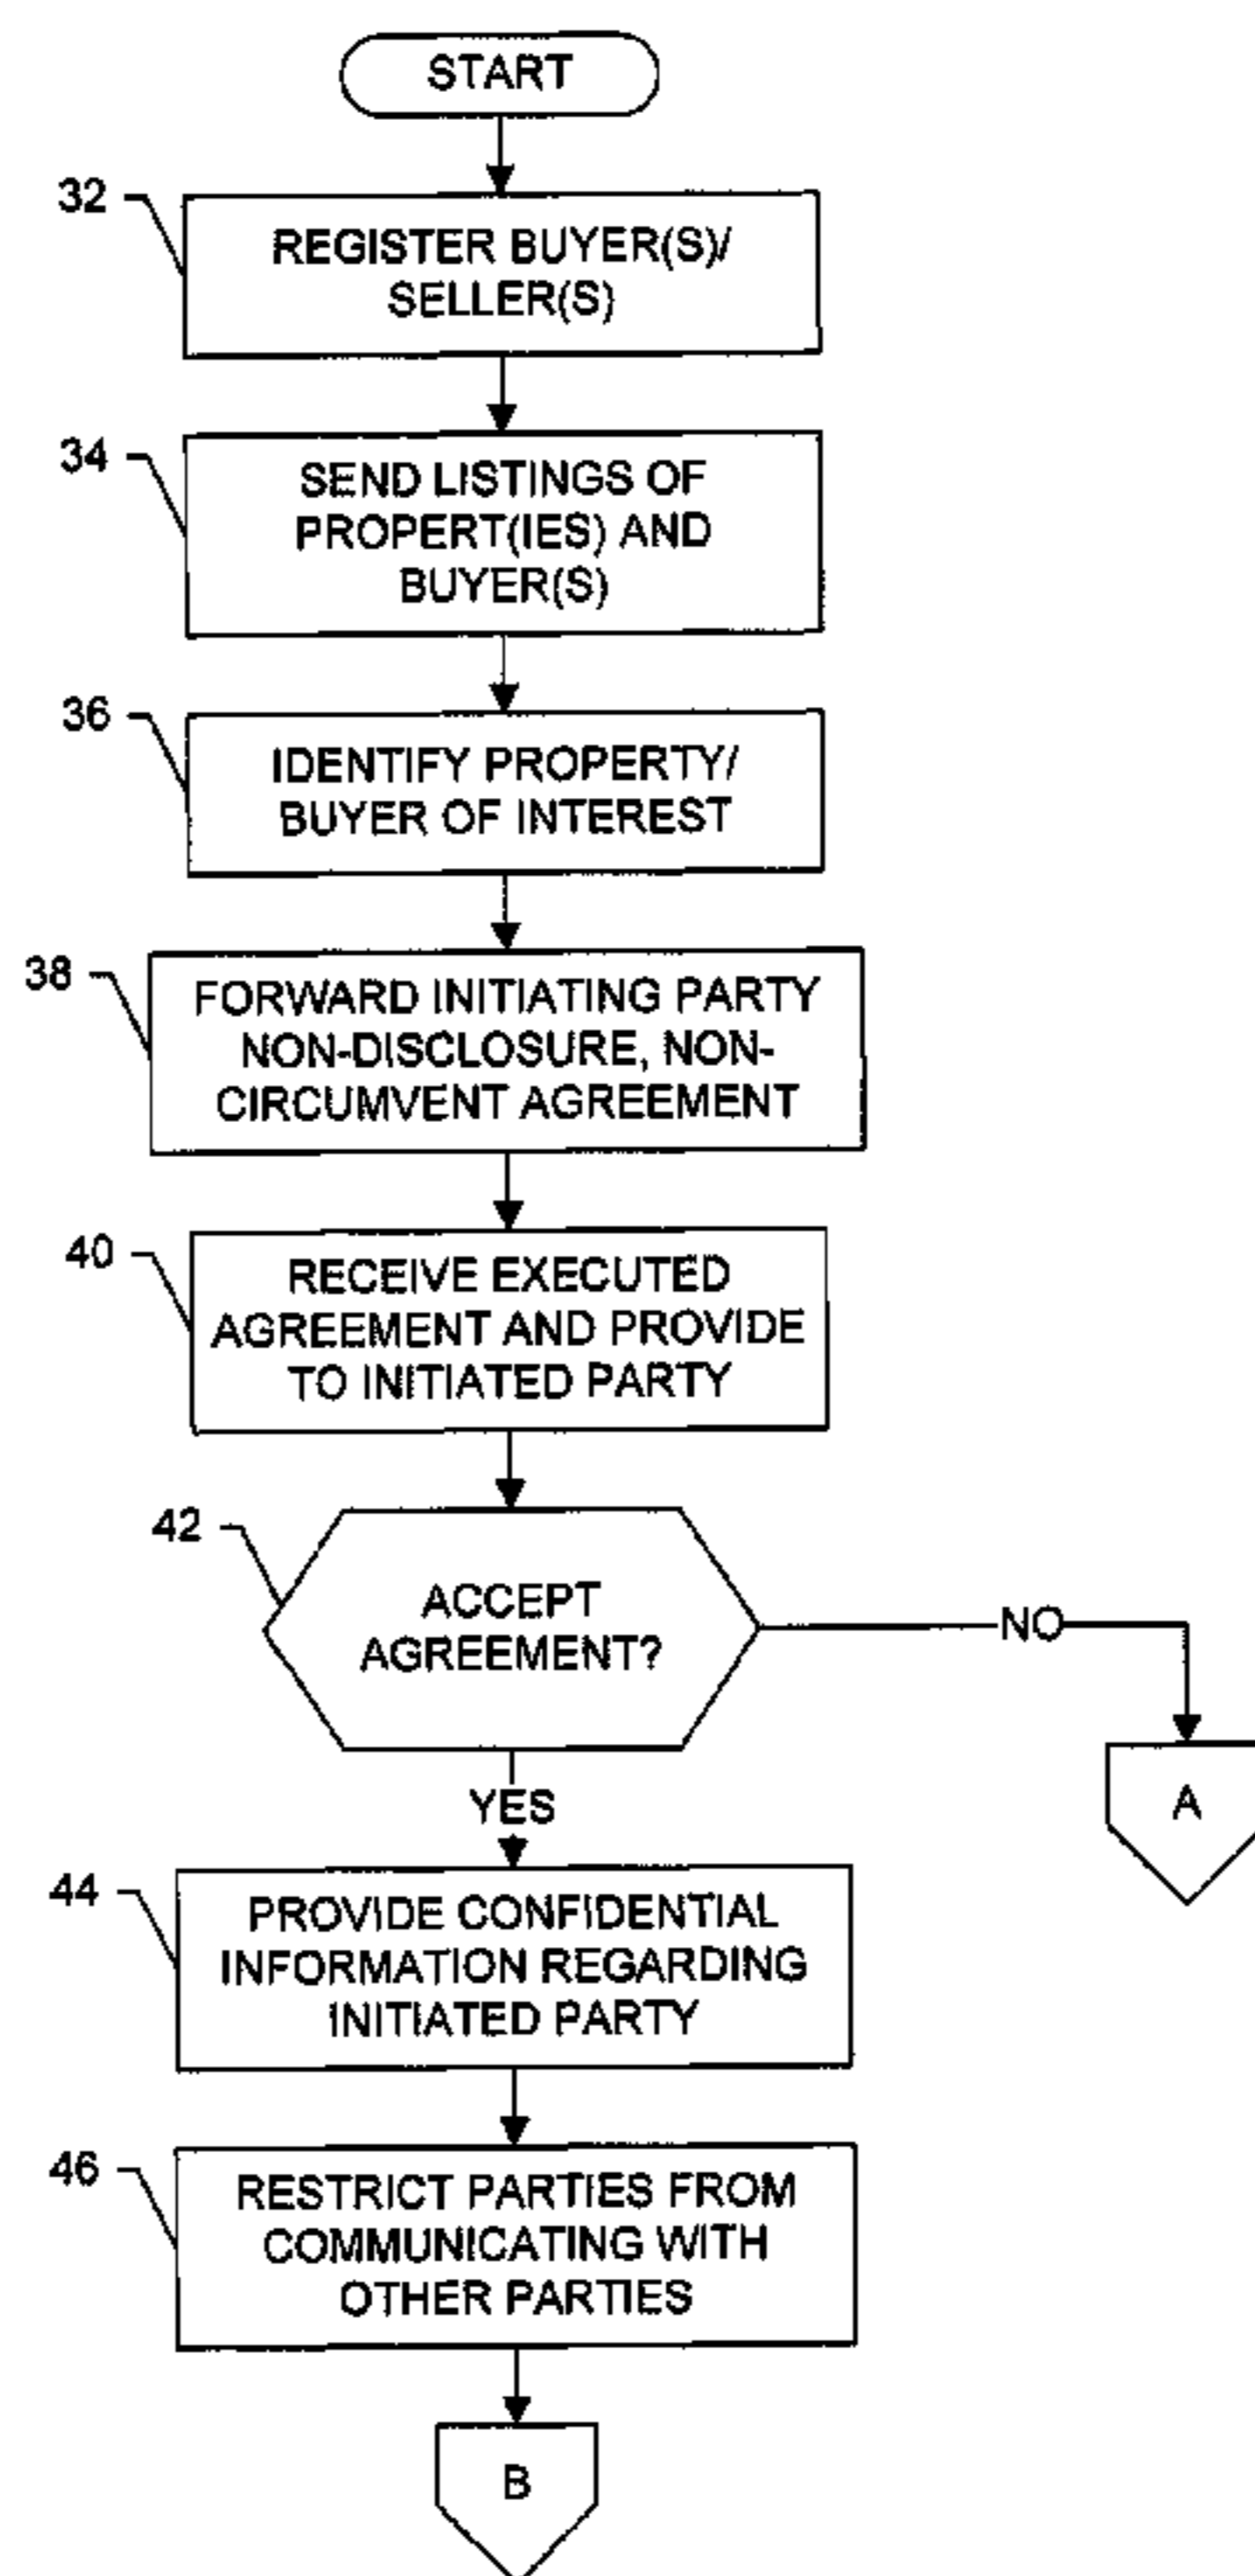 START
32
REGISTER BUYER(S)/
SELLER(S)
34
SEND LISTINGS OF
PROPERT(IES) AND
BUYER(S)
36
IDENTIFY PROPERTY/
BUYER OF INTEREST
38
FORWARD INITIATING PARTY
NON-DISCLOSURE, NON-
CIRCUMVENT AGREEMENT
40
RECEIVE EXECUTED
AGREEMENT AND PROVIDE
TO INITIATED PARTY
42
ACCEPT
AGREEMENT?
NO
A
YES
44
PROVIDE CONFIDENTIAL
INFORMATION REGARDING
INITIATED PARTY
46
RESTRICT PARTIES FROM
COMMUNICATING WITH
OTHER PARTIES
B